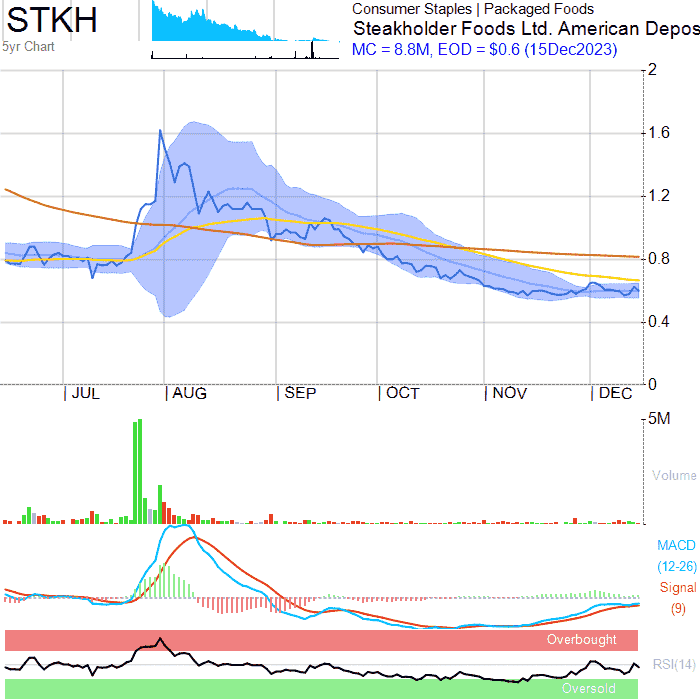 STKH
5yr Chart
Consumer Staples | Packaged Foods
Steakholder Foods Ltd. American Depos
MC = 8.8M, EOD = $0.6 (15Dec2023)
2
1.6
1.2
0.8
0.4
0
JUL AUG SEP OCT NOV DEC
5M
Volume
MACD
(12-26)
Signal
(9)
Overbought
RSI(14)
Oversold